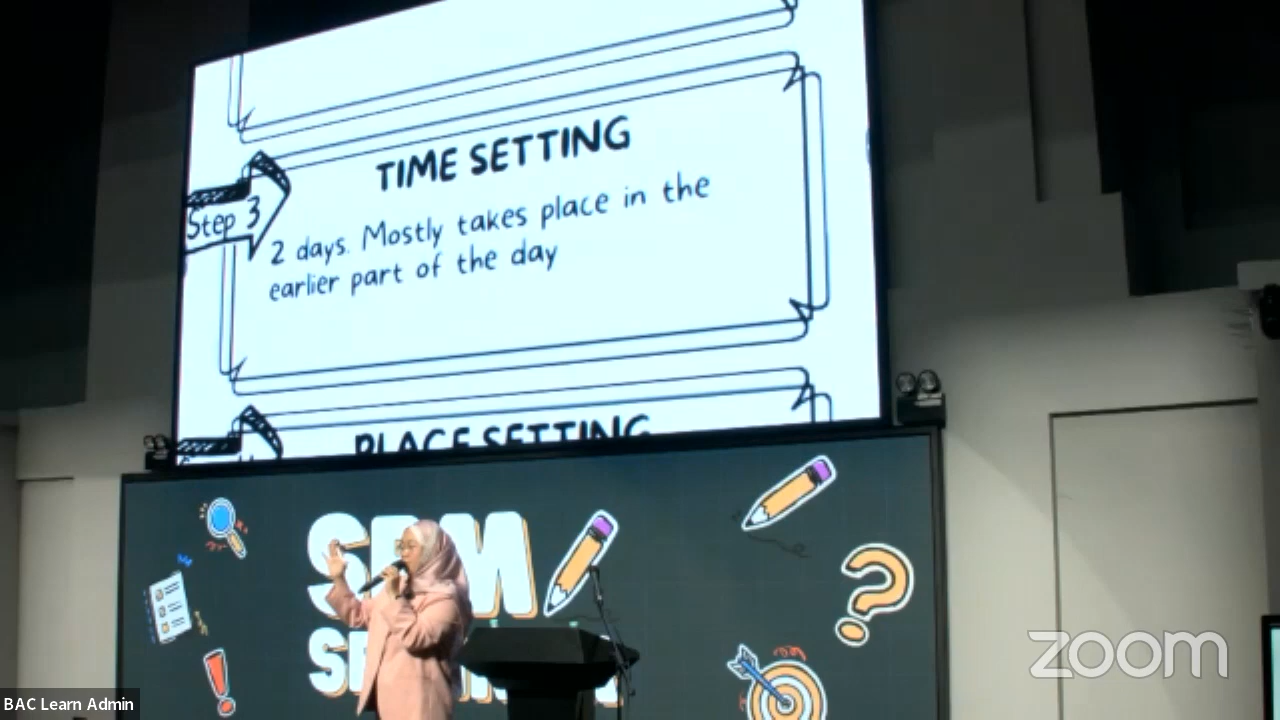 TIME SETTING
Step 3
2 days. Mostly takes place in the
earlier part of the day
PLACE SETTING
SPM
zoom
BAC Learn Admin